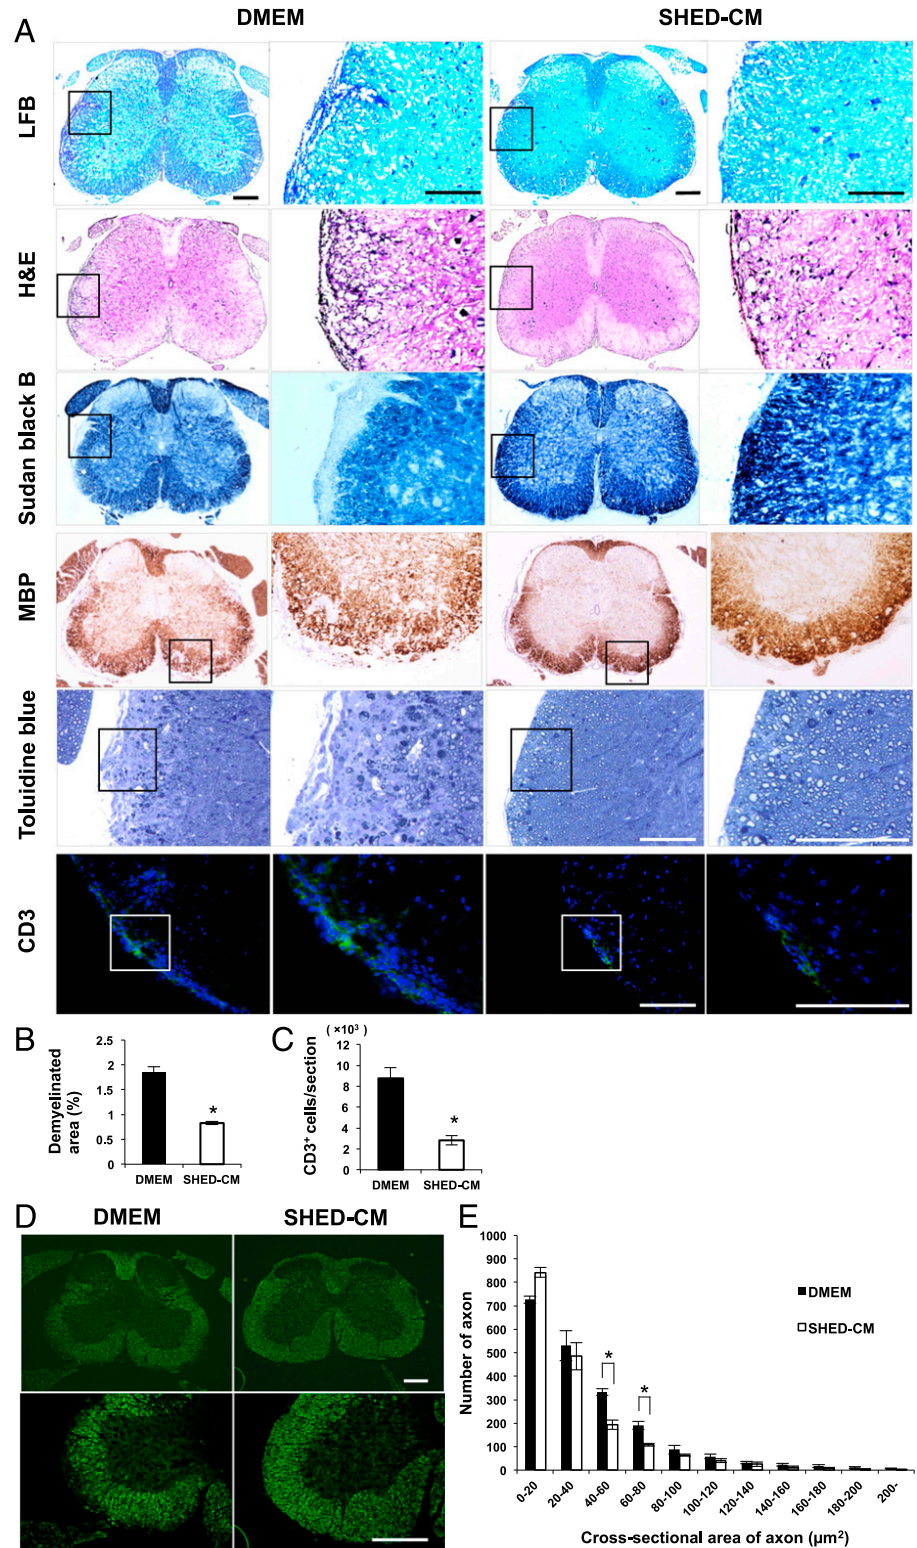 A
DMEM
SHED-CM
LFB
H&E
Sudan black B
MBP
Toluidine blue
CD3
B
Demyelinated
area (%)
2.5
2
1.5
1
0.5
0
*
DMEM
SHED-CM
C
( ×10³)
CD3⁺ cells/section
12
10
8
6
4
2
0
*
DMEM
SHED-CM
D
DMEM
SHED-CM
E
Number of axon
1000
900
800
700
600
500
400
300
200
100
0
DMEM
SHED-CM
*
*
0-20
20-40
40-60
60-80
80-100
100-120
120-140
140-160
160-180
180-200
200-
Cross-sectional area of axon (µm²)